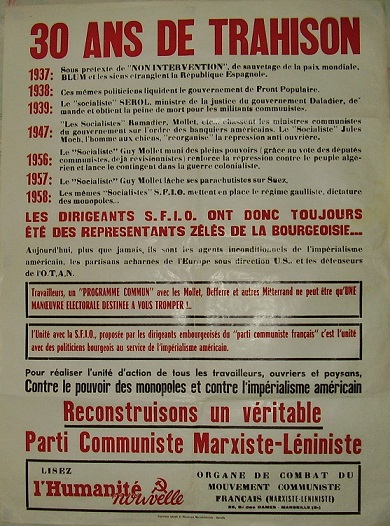 30 ANS DE TRAHISON
1937: Sous pretexte de "NON INTERVENTION", de sauvetage de la paix mondiale,
BLUM et les siens étranglent la République Espagnole.
1938: Ces mêmes politiciens liquident le gouvernement de Front Populaire.
1939: Le "socialiste" SEROL, ministre de la justice du gouvernement Daladier, de-
mande et obtient la peine de mort pour les militants communistes.
1947: "Les Socialistes" Ramadier, Mollet, etc... chassent les ministres communistes
du gouvernement sur l'ordre des banquiers américains. Le "Socialiste" Jules
Moch, l'homme aux chiens, "réorganise" la répression anti ouvrière.
1956: Le "Socialiste" Guy Mollet muni des pleins pouvoirs (grâce au vote des députés
communistes, déja révisionnistes) renforce la répression contre le peuple algé-
rien et lance le contingent dans la guerre coloniale.
1957: Le "Socialiste" Guy Mollet lâche ses parachutistes sur Suez.
1958: Les mêmes "Socialistes" S.F.I.O. mettent en place le régime gaulliste, dictature
des monopoles...
LES DIRIGEANTS S.F.I.O. ONT DONC TOUJOURS
ÉTÉ DES REPRESENTANTS ZÉLÉS DE LA BOURGEOISIE...
Aujourd'hui, plus que jamais, ils sont les agents inconditionnels de l'impérialisme
américain, les partisans acharnés de l'Europe sous direction U.S.. et les défenseurs
de l'O.T.A.N.
Travailleurs, un "PROGRAMME COMMUN" avec les Mollet, Defferre et autres Mitterrand ne peut être qu'UNE
MANŒUVRE ELECTORALE DESTINEE A VOUS TROMPER !..
L'Unité avec la S.F.I.O., proposée par les dirigeants embourgeoisés du "parti communiste français" c'est l'unité
avec des politiciens bourgeois au service de l'impérialisme américain.
Pour réaliser l'unité d'action de tous les travailleurs, ouvriers et paysans,
Contre le pouvoir des monopoles et contre l'impérialisme américain
Reconstruisons un véritable
Parti Communiste Marxiste-Léniniste
LISEZ
l'Humanité
nouvelle
ORGANE DE COMBAT DU
MOUVEMENT COMMUNISTE
FRANÇAIS (MARXISTE-LENINISTE)
MARSEILLE